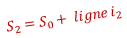 S₂ = S₀ + ligne i₂